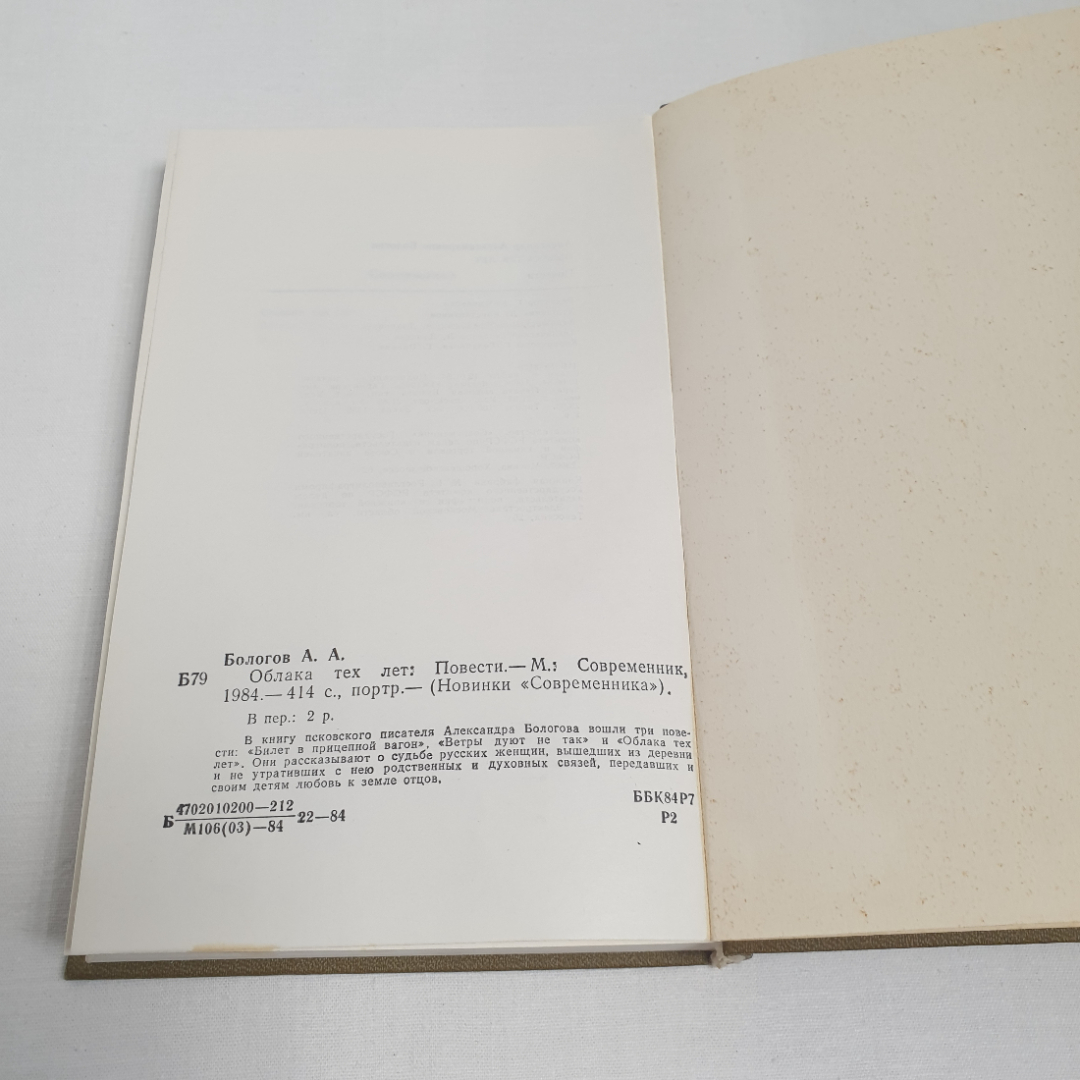 Бологов А. А.
Б79 Облака тех лет: Повести.— М.: Современник,
1984.— 414 с., портр.— (Новинки «Современника»).
В пер.: 2 р.
В книгу псковского писателя Александра Бологова вошли три пове-
сти: «Билет в прицепной вагон», «Ветры дуют не так» и «Облака тех
лет». Они рассказывают о судьбе русских женщин, вышедших из деревни
и не утративших с нею родственных и духовных связей, передавших и
своим детям любовь к земле отцов.
4702010200—212
Б 22—84
М106(03)—84
ББК84Р7
Р2